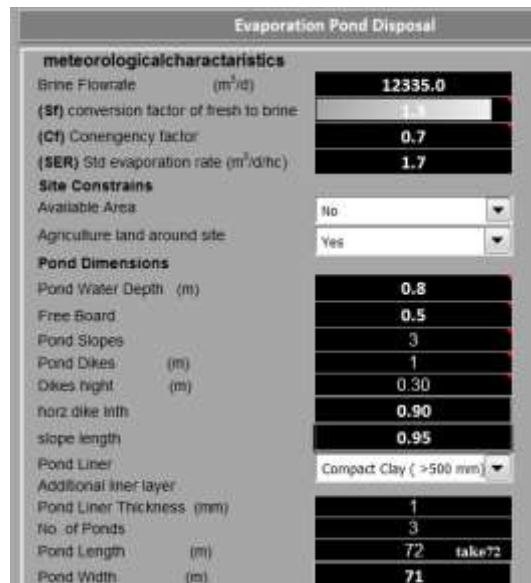 Evaporation Pond Disposal
meteorologicalcharactaristics
Brine Flowrate (m³/d) 12335.0
(Sf) conversion factor of fresh to brine
(Cf) Conengency factor 0.7
(SER) Std evaporation rate (m³/d/hc) 1.7
Site Constrains
Available Area No
Agriculture land around site Yes
Pond Dimensions
Pond Water Depth (m) 0.8
Free Board 0.5
Pond Slopes 3
Pond Dikes (m) 1
Dikes hight (m) 0.30
horz dike lnth 0.90
slope length 0.95
Pond Liner Compact Clay ( >500 mm)
Additional liner layer
Pond Liner Thickness (mm) 1
No. of Ponds 3
Pond Length (m) 72 take72
Pond Width (m) 71